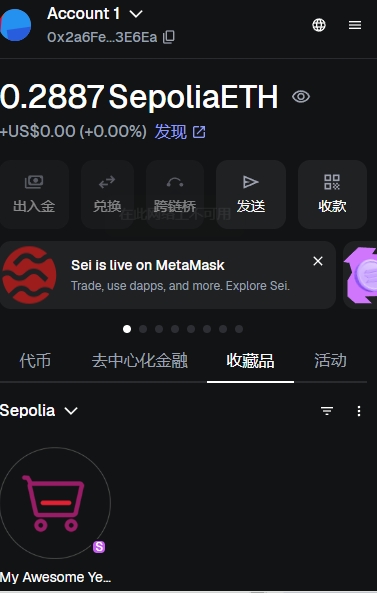 Account 1
0x2a6Fe...3E6Ea
0.2887 SepoliaETH
+US$0.00 (+0.00%) 发现
出入金 兑换 跨链桥 发送 收款
在此网络上不可用
Sei is live on MetaMask
Trade, use dapps, and more. Explore Sei.
代币 去中心化金融 收藏品 活动
Sepolia
S
My Awesome Ye...